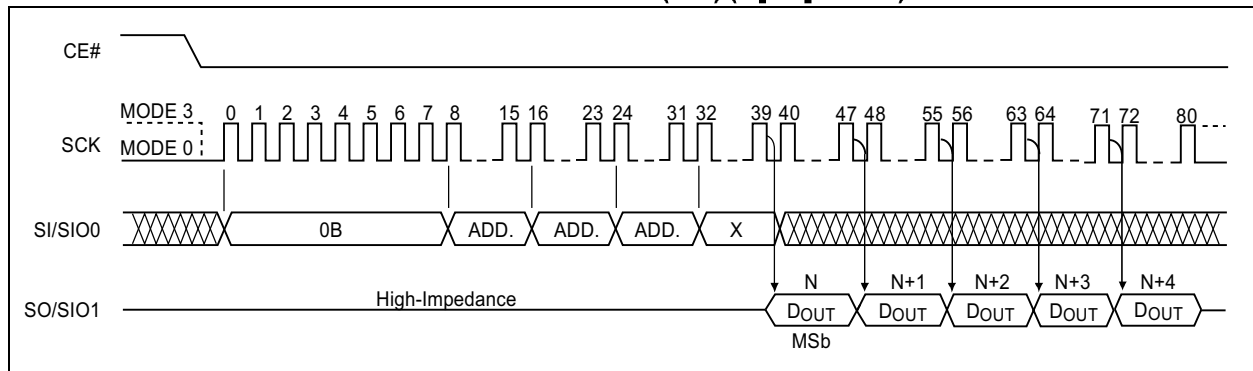 CE#
MODE 3
0 1 2 3 4 5 6 7 8 15 16 23 24 31 32 39 40 47 48 55 56 63 64 71 72 80
SCK
MODE 0
SI/SIO0
0B
ADD.
ADD.
ADD.
X
N
N+1
N+2
N+3
N+4
SO/SIO1
High-Impedance
DOUT
DOUT
DOUT
DOUT
DOUT
MSb